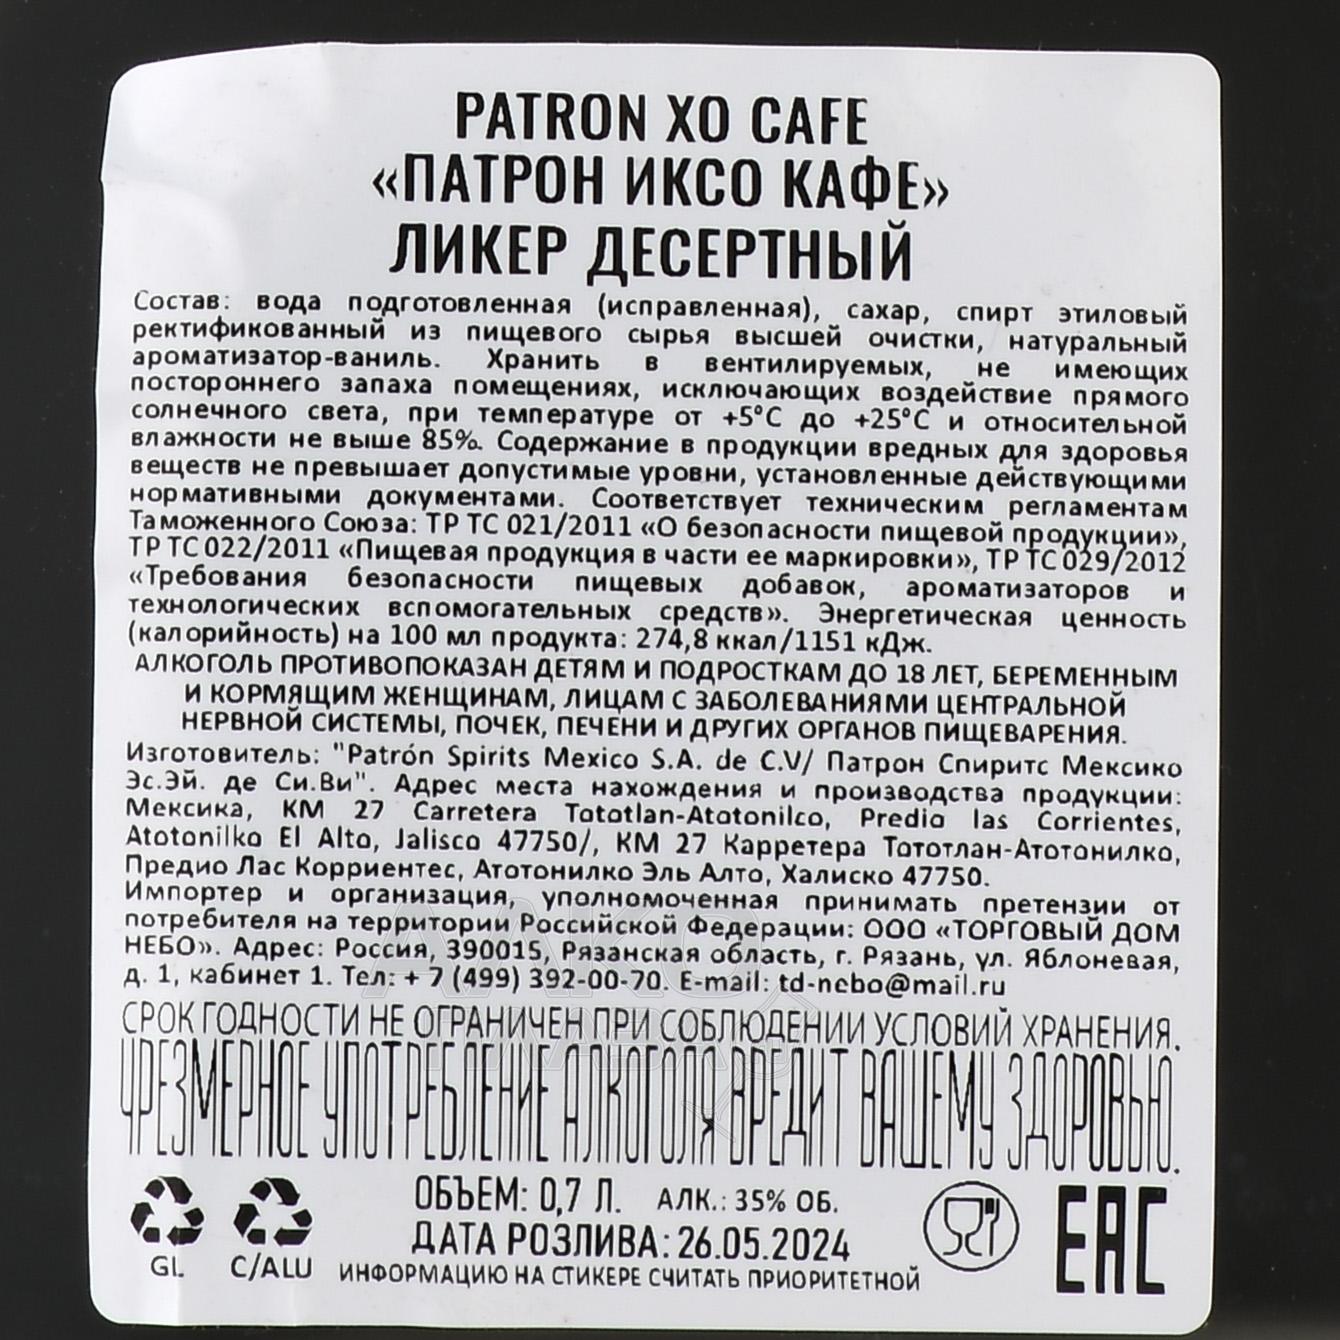 PATRON XO CAFE
«ПАТРОН ИКСО КАФЕ»
ЛИКЕР ДЕСЕРТНЫЙ
Состав: вода подготовленная (исправленная), сахар, спирт этиловый
ректификованный из пищевого сырья высшей очистки, натуральный
ароматизатор-ваниль. Хранить в вентилируемых, не имеющих
постороннего запаха помещениях, исключающих воздействие прямого
солнечного света, при температуре от +5°С до +25°С и относительной
влажности не выше 85%. Содержание в продукции вредных для здоровья
веществ не превышает допустимые уровни, установленные действующими
нормативными документами. Соответствует техническим регламентам
Таможенного Союза: ТР ТС 021/2011 «О безопасности пищевой продукции»,
ТР ТС 022/2011 «Пищевая продукция в части ее маркировки», ТР ТС 029/2012
«Требования безопасности пищевых добавок, ароматизаторов и
технологических вспомогательных средств». Энергетическая ценность
(калорийность) на 100 мл продукта: 274,8 ккал/1151 кДж.
АЛКОГОЛЬ ПРОТИВОПОКАЗАН ДЕТЯМ И ПОДРОСТКАМ ДО 18 ЛЕТ, БЕРЕМЕННЫМ
И КОРМЯЩИМ ЖЕНЩИНАМ, ЛИЦАМ С ЗАБОЛЕВАНИЯМИ ЦЕНТРАЛЬНОЙ
НЕРВНОЙ СИСТЕМЫ, ПОЧЕК, ПЕЧЕНИ И ДРУГИХ ОРГАНОВ ПИЩЕВАРЕНИЯ.
Изготовитель: "Patrón Spirits Mexico S.A. de C.V/ Патрон Спиритс Мексико
Эс.Эй. де Си.Ви". Адрес места нахождения и производства продукции:
Мексика, KM 27 Carretera Tototlan-Atotonilco, Predio las Corrientes,
Atotonilko El Alto, Jalisco 47750/, КМ 27 Карретера Тототлан-Атотонилко,
Предио Лас Корриентес, Атотонилко Эль Алто, Халиско 47750.
Импортер и организация, уполномоченная принимать претензии от
потребителя на территории Российской Федерации: ООО «ТОРГОВЫЙ ДОМ
НЕБО». Адрес: Россия, 390015, Рязанская область, г. Рязань, ул. Яблоневая,
д. 1, кабинет 1. Тел: + 7 (499) 392-00-70. E-mail: td-nebo@mail.ru
СРОК ГОДНОСТИ НЕ ОГРАНИЧЕН ПРИ СОБЛЮДЕНИИ УСЛОВИЙ ХРАНЕНИЯ.
ЧРЕЗМЕРНОЕ УПОТРЕБЛЕНИЕ АЛКОГОЛЯ ВРЕДИТ ВАШЕМУ ЗДОРОВЬЮ.
ОБЪЕМ: 0,7 Л. АЛК.: 35% ОБ.
ДАТА РОЗЛИВА: 26.05.2024
GL C/ALU ИНФОРМАЦИЮ НА СТИКЕРЕ СЧИТАТЬ ПРИОРИТЕТНОЙ
EAC